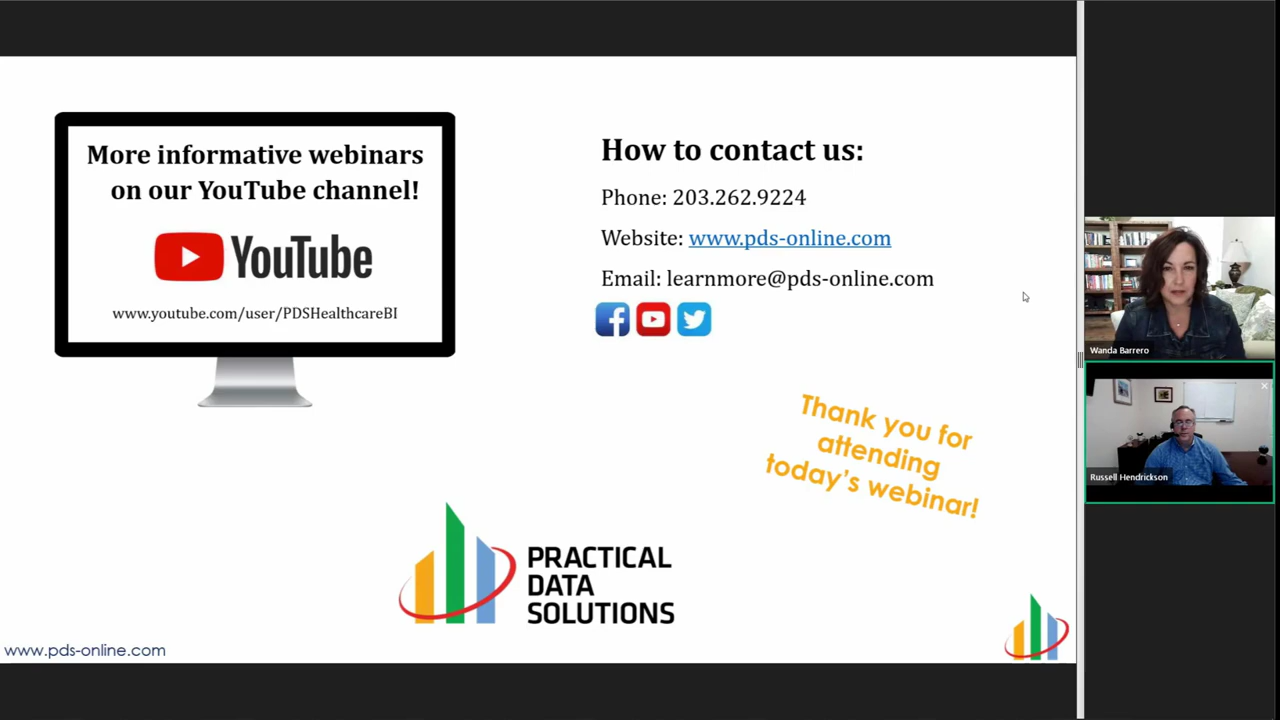 More informative webinars
on our YouTube channel!
YouTube
www.youtube.com/user/PDSHealthcareBI
How to contact us:
Phone: 203.262.9224
Website: www.pds-online.com
Email: learnmore@pds-online.com
Thank you for
attending
today's webinar!
PRACTICAL
DATA
SOLUTIONS
www.pds-online.com
Wanda Barrero
Russell Hendrickson